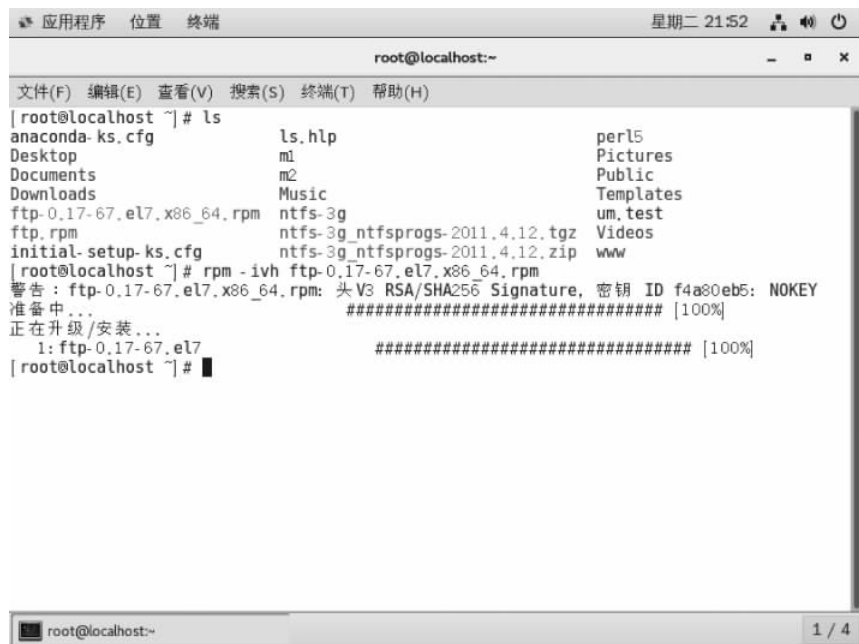 应用程序 位置 终端 星期二 21:52
root@localhost:~
文件(F) 编辑(E) 查看(V) 搜索(S) 终端(T) 帮助(H)
[root@localhost ~]# ls
anaconda-ks.cfg ls.hlp perl5
Desktop m1 Pictures
Documents m2 Public
Downloads Music Templates
ftp-0.17-67.el7.x86_64.rpm ntfs-3g um.test
ftp.rpm ntfs-3g_ntfsprogs-2011.4.12.tgz Videos
initial-setup-ks.cfg ntfs-3g_ntfsprogs-2011.4.12.zip www
[root@localhost ~]# rpm -ivh ftp-0.17-67.el7.x86_64.rpm
警告：ftp-0.17-67.el7.x86_64.rpm: 头V3 RSA/SHA256 Signature, 密钥 ID f4a80eb5: NOKEY
准备中... ################################# [100%]
正在升级/安装...
1:ftp-0.17-67.el7 ################################# [100%]
[root@localhost ~]#
root@localhost:~ 1 / 4